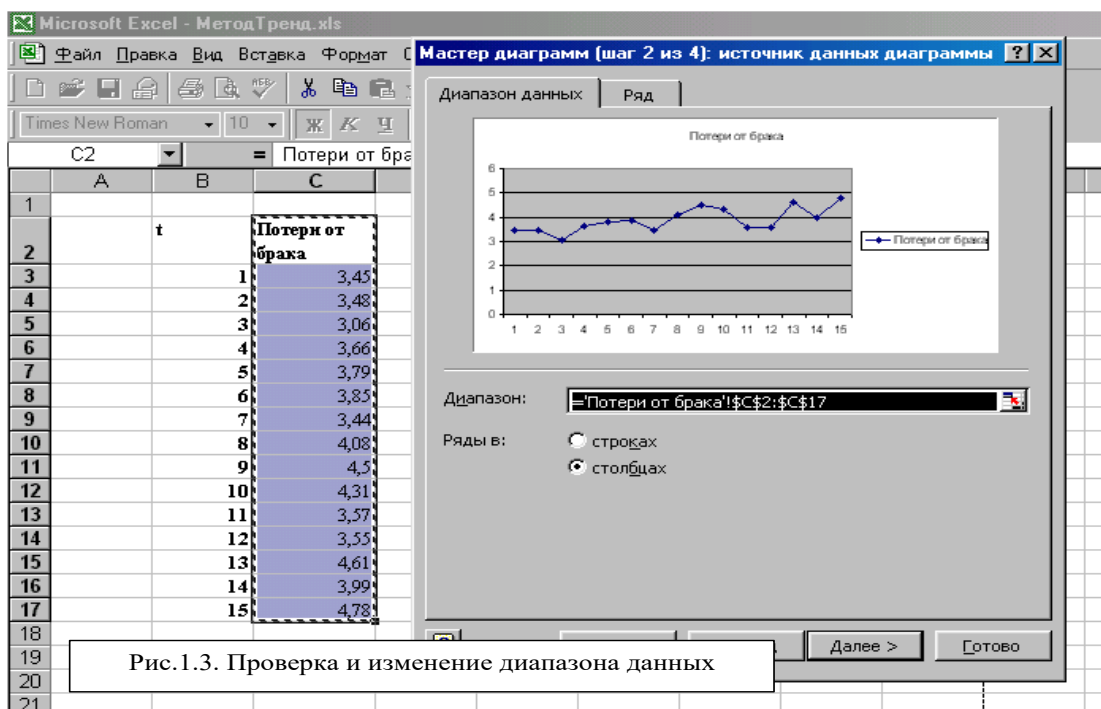 Microsoft Excel - МетодТренд.xls
Файл Правка Вид Вставка Формат
Times New Roman 10 Ж К Ч
C2 = Потери от бра
A B C
1
2 t Потери от
брака
3 1 3,45
4 2 3,48
5 3 3,06
6 4 3,66
7 5 3,79
8 6 3,85
9 7 3,44
10 8 4,08
11 9 4,5
12 10 4,31
13 11 3,57
14 12 3,55
15 13 4,61
16 14 3,99
17 15 4,78
18
19
20
21
Мастер диаграмм (шаг 2 из 4): источник данных диаграммы
Диапазон данных Ряд
Потери от брака
6
5
4
3
2
1
0
1 2 3 4 5 6 7 8 9 10 11 12 13 14 15
Потери от брака
Диапазон: ='Потери от брака'!$C$2:$C$17
Ряды в: строках
столбцах
Далее > Готово
Рис.1.3. Проверка и изменение диапазона данных